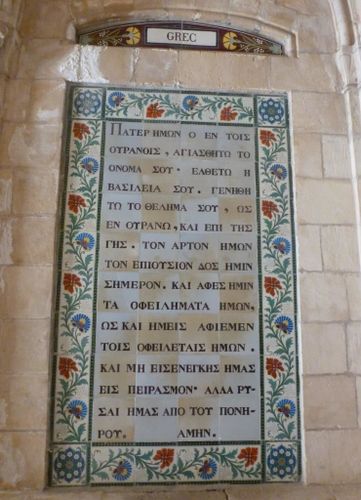 GREC
ΠΑΤΕΡ ΗΜΩΝ Ο ΕΝ ΤΟΙΣ
ΟΥΡΑΝΟΙΣ, ΑΓΙΑΣΘΗΤΩ ΤΟ
ΟΝΟΜΑ ΣΟΥ· ΕΛΘΕΤΩ Η
ΒΑΣΙΛΕΙΑ ΣΟΥ. ΓΕΝΗΘΗ
ΤΩ ΤΟ ΘΕΛΗΜΑ ΣΟΥ, ΩΣ
ΕΝ ΟΥΡΑΝΩ, ΚΑΙ ΕΠΙ ΤΗΣ
ΓΗΣ. ΤΟΝ ΑΡΤΟΝ ΗΜΩΝ
ΤΟΝ ΕΠΙΟΥΣΙΟΝ ΔΟΣ ΗΜΙΝ
ΣΗΜΕΡΟΝ. ΚΑΙ ΑΦΕΣ ΗΜΙΝ
ΤΑ ΟΦΕΙΛΗΜΑΤΑ ΗΜΩΝ,
ΩΣ ΚΑΙ ΗΜΕΙΣ ΑΦΙΕΜΕΝ
ΤΟΙΣ ΟΦΕΙΛΕΤΑΙΣ ΗΜΩΝ.
ΚΑΙ ΜΗ ΕΙΣΕΝΕΓΚΗΣ ΗΜΑΣ
ΕΙΣ ΠΕΙΡΑΣΜΟΝ· ΑΛΛΑ ΡΥ-
ΣΑΙ ΗΜΑΣ ΑΠΟ ΤΟΥ ΠΟΝΗ-
ΡΟΥ. ΑΜΗΝ.